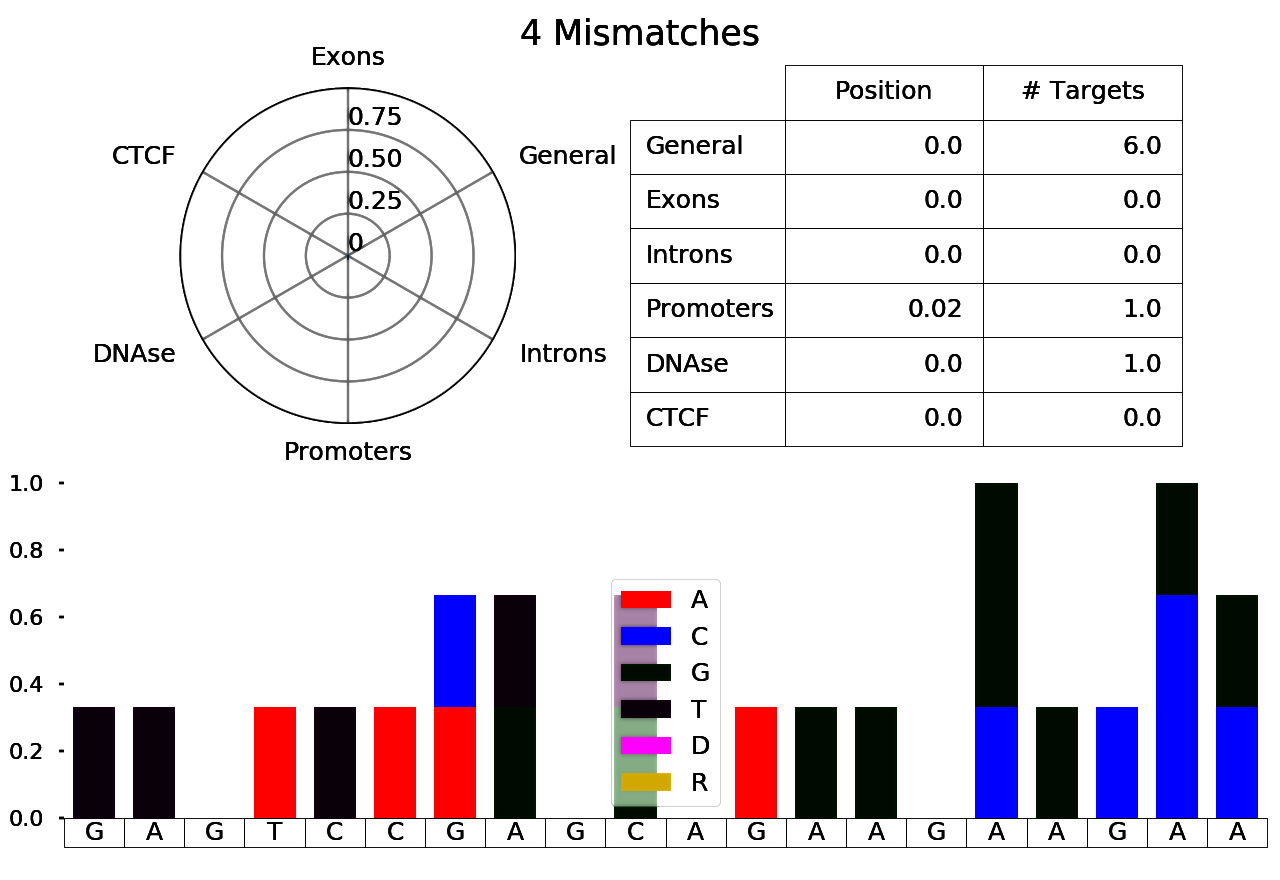 4 Mismatches
Exons
General
Introns
Promoters
DNAse
CTCF
0.75
0.50
0.25
0
Position # Targets
General 0.0 6.0
Exons 0.0 0.0
Introns 0.0 0.0
Promoters 0.02 1.0
DNAse 0.0 1.0
CTCF 0.0 0.0
1.0
0.8
0.6
0.4
0.2
0.0
A
C
G
T
D
R
G A G T C C G A G C A G A A G A A G A A